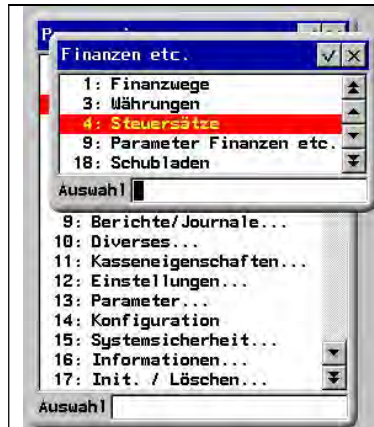 Finanzen etc.
1: Finanzwege
3: Währungen
4: Steuersätze
9: Parameter Finanzen etc.
18: Schubladen
Auswahl
9: Berichte/Journale...
10: Diverses...
11: Kasseneigenschaften...
12: Einstellungen...
13: Parameter...
14: Konfiguration
15: Systemsicherheit...
16: Informationen...
17: Init. / Löschen...
Auswahl